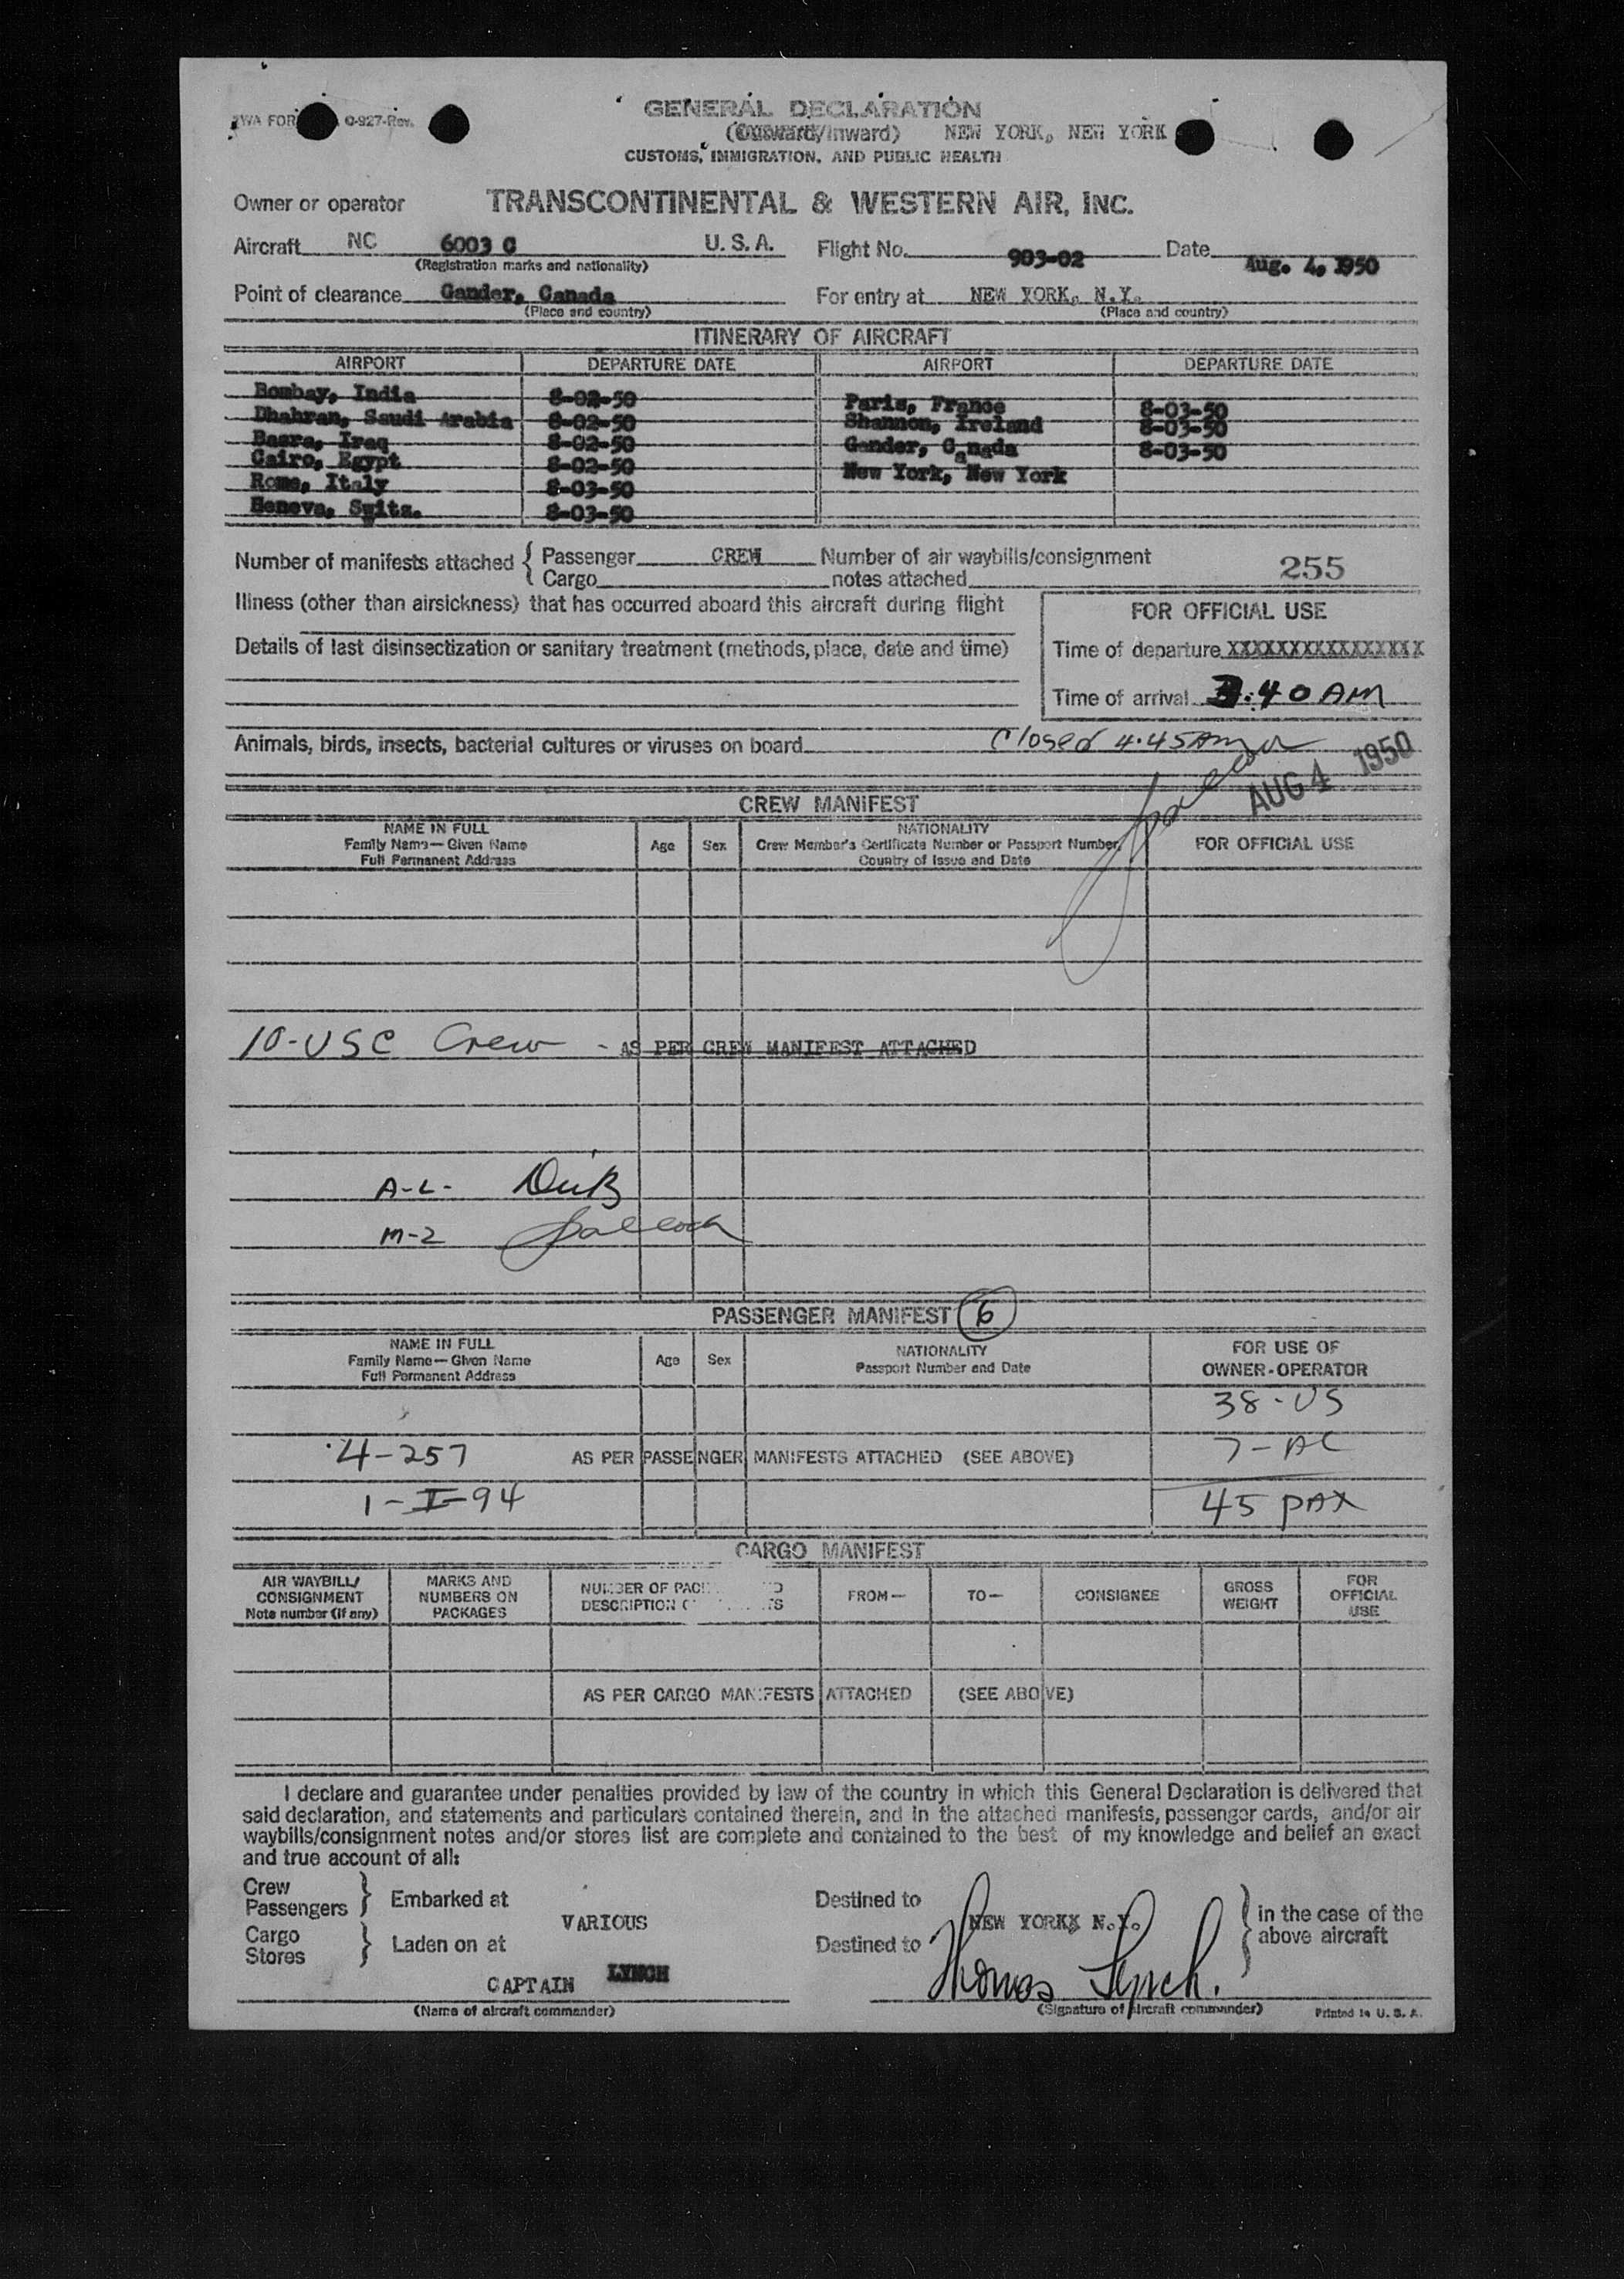 TWA FOR O-927-Rev.
GENERAL DECLARATION
(Outward/Inward) NEW YORK, NEW YORK
CUSTOMS, IMMIGRATION, AND PUBLIC HEALTH
Owner or operator TRANSCONTINENTAL & WESTERN AIR, INC.
Aircraft NC 6003 C U. S. A. Flight No. 903-02 Date Aug. 4, 1950
(Registration marks and nationality)
Point of clearance Gander, Canada For entry at NEW YORK, N.Y.
(Place and country) (Place and country)
ITINERARY OF AIRCRAFT
AIRPORT DEPARTURE DATE AIRPORT DEPARTURE DATE
Bombay, India 8-02-50 Paris, France 8-03-50
Dhahran, Saudi Arabia 8-02-50 Shannon, Ireland 8-03-50
Basra, Iraq 8-02-50 Gander, Canada 8-03-50
Cairo, Egypt 8-02-50 New York, New York
Rome, Italy 8-03-50
Geneva, Switz. 8-03-50
Number of manifests attached { Passenger CREW Number of air waybills/consignment 255
Cargo notes attached
Illness (other than airsickness) that has occurred aboard this aircraft during flight FOR OFFICIAL USE
Details of last disinsectization or sanitary treatment (methods, place, date and time) Time of departure XXXXXXXXXXXXXXXX
Time of arrival 3:40 AM
Animals, birds, insects, bacterial cultures or viruses on board Closed 4.45 AM
AUG 4 1950
CREW MANIFEST
NAME IN FULL Age Sex NATIONALITY FOR OFFICIAL USE
Family Name—Given Name Crew Member's Certificate Number or Passport Number,
Full Permanent Address Country of Issue and Date
10-USC Crew - AS PER CREW MANIFEST ATTACHED
A-L-
M-2
PASSENGER MANIFEST 6
NAME IN FULL Age Sex NATIONALITY FOR USE OF
Family Name—Given Name Passport Number and Date OWNER-OPERATOR
Full Permanent Address
38-US
4-257 AS PER PASSENGER MANIFESTS ATTACHED (SEE ABOVE) 7-AL
1-I-94 45 PAX
CARGO MANIFEST
AIR WAYBILL/ MARKS AND NUMBER OF FROM— TO— CONSIGNEE GROSS FOR
CONSIGNMENT NUMBERS ON DESCRIPTION WEIGHT OFFICIAL
Note number (if any) PACKAGES USE
AS PER CARGO MANIFESTS ATTACHED (SEE ABOVE)
I declare and guarantee under penalties provided by law of the country in which this General Declaration is delivered that
said declaration, and statements and particulars contained therein, and in the attached manifests, passenger cards, and/or air
waybills/consignment notes and/or stores list are complete and contained to the best of my knowledge and belief an exact
and true account of all:
Crew
Passengers } Embarked at Destined to in the case of the
VARIOUS NEW YORKX N.Y. above aircraft
Cargo
Stores } Laden on at Destined to
CAPTAIN LYNCH Thomas Lynch.
(Name of aircraft commander) (Signature of aircraft commander) Printed in U. S. A.